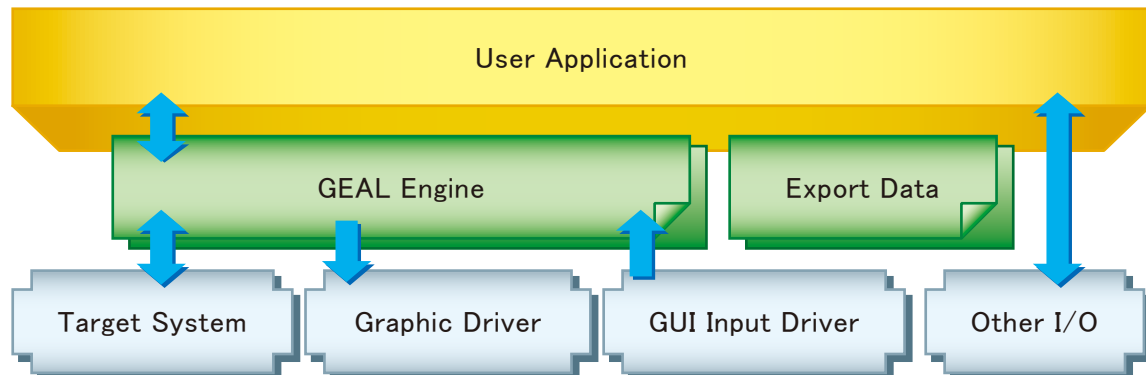 User Application
GEAL Engine
Export Data
Target System
Graphic Driver
GUI Input Driver
Other I/O